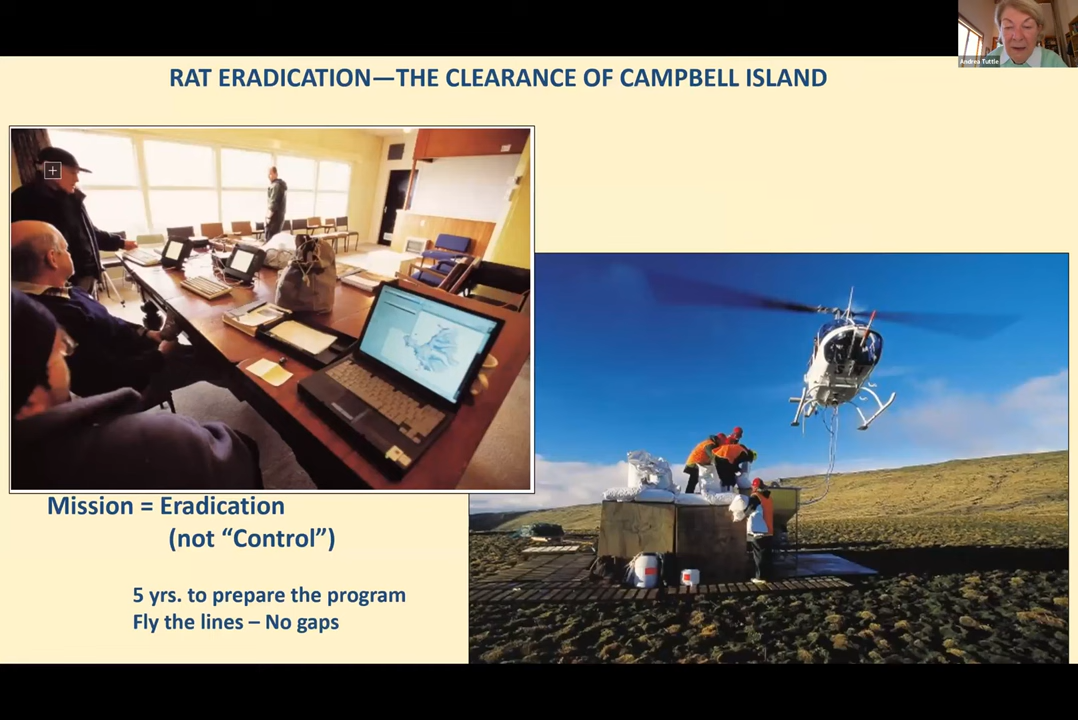 Andrea Tuttle
RAT ERADICATION—THE CLEARANCE OF CAMPBELL ISLAND
Mission = Eradication
(not “Control”)
5 yrs. to prepare the program
Fly the lines – No gaps